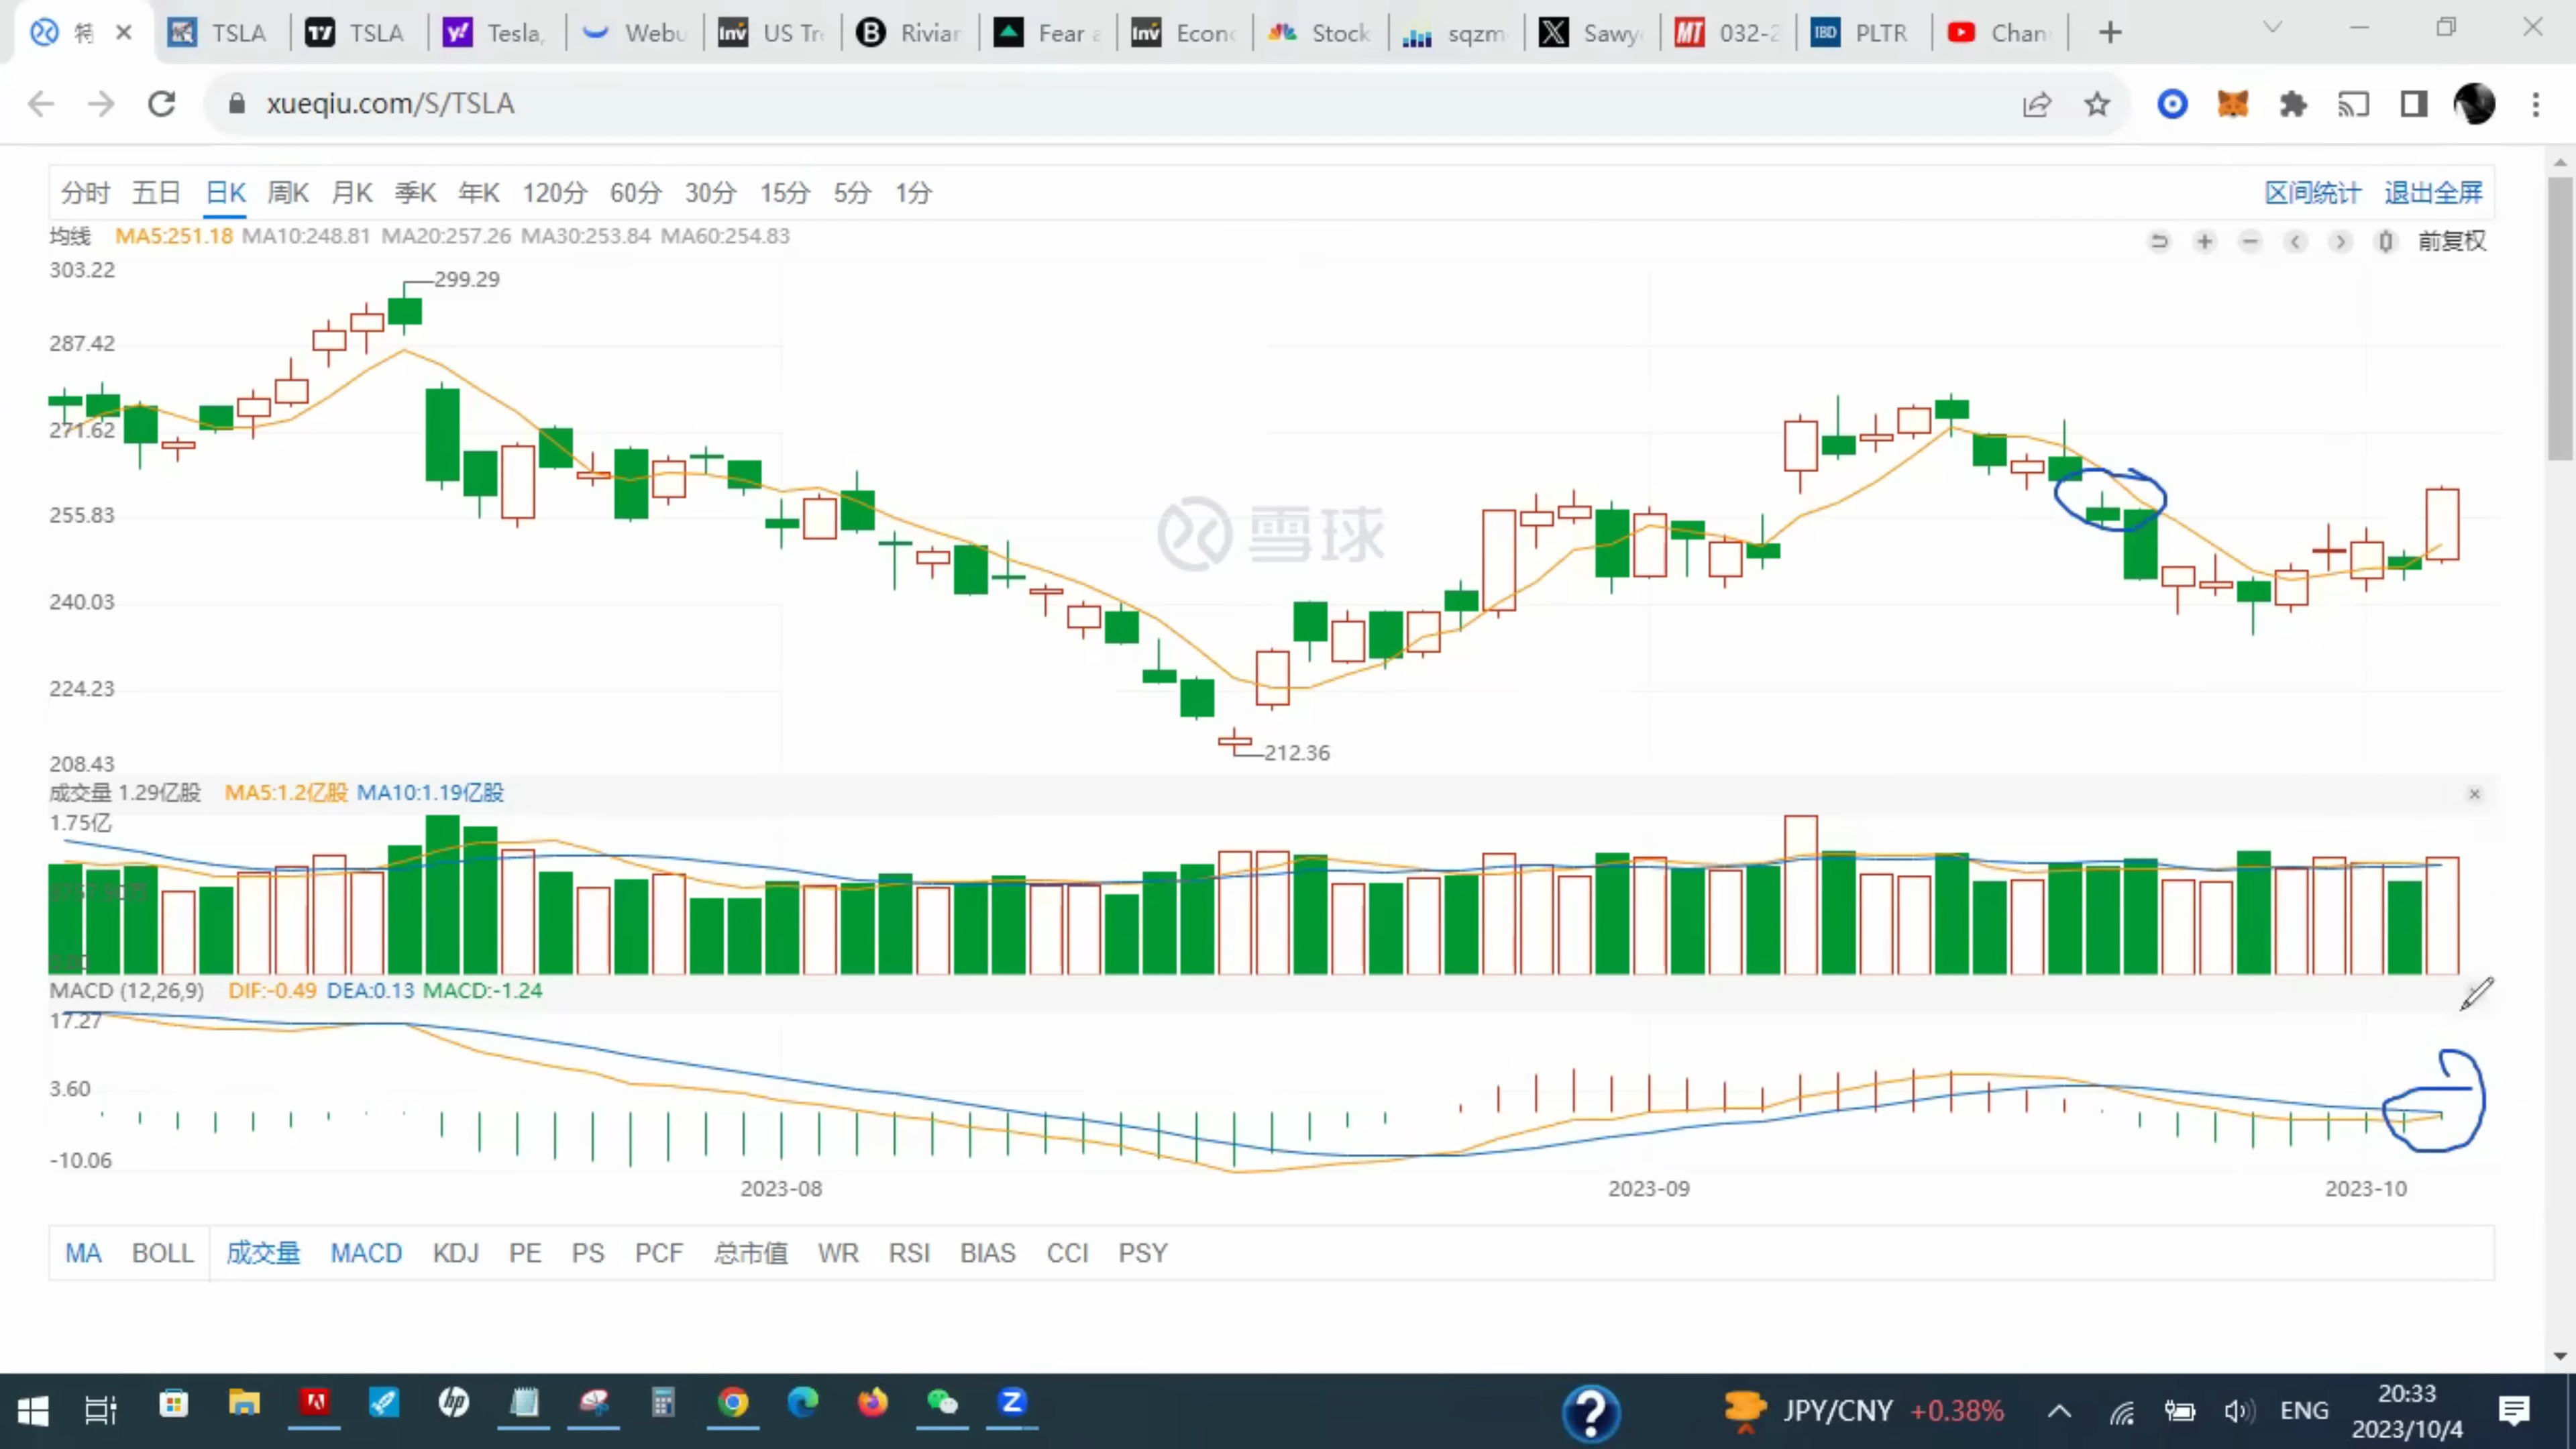 特
TSLA
TSLA
Tesla,
Webu
US Tr
Rivian
Fear a
Econ
Stock
sqzm
Sawy
032-2
PLTR
Chan
xueqiu.com/S/TSLA
分时 五日 日K 周K 月K 季K 年K 120分 60分 30分 15分 5分 1分
区间统计 退出全屏
均线 MA5:251.18 MA10:248.81 MA20:257.26 MA30:253.84 MA60:254.83
前复权
303.22
299.29
287.42
271.62
255.83
雪球
240.03
224.23
212.36
208.43
成交量 1.29亿股 MA5:1.2亿股 MA10:1.19亿股
1.75亿
MACD (12,26,9) DIF:-0.49 DEA:0.13 MACD:-1.24
17.27
3.60
-10.06
2023-08 2023-09 2023-10
MA BOLL 成交量 MACD KDJ PE PS PCF 总市值 WR RSI BIAS CCI PSY
JPY/CNY +0.38%
ENG
20:33
2023/10/4